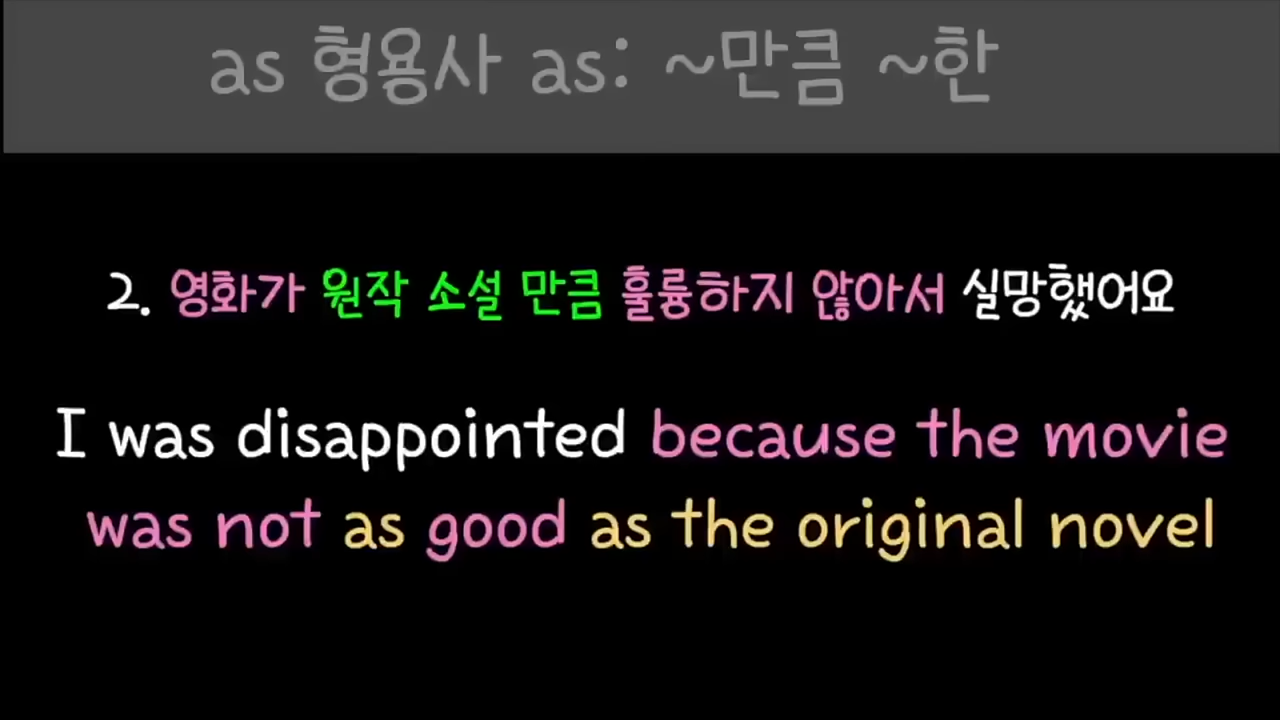 as 형용사 as: ~만큼 ~한
2. 영화가 원작 소설 만큼 훌륭하지 않아서 실망했어요
I was disappointed because the movie
was not as good as the original novel